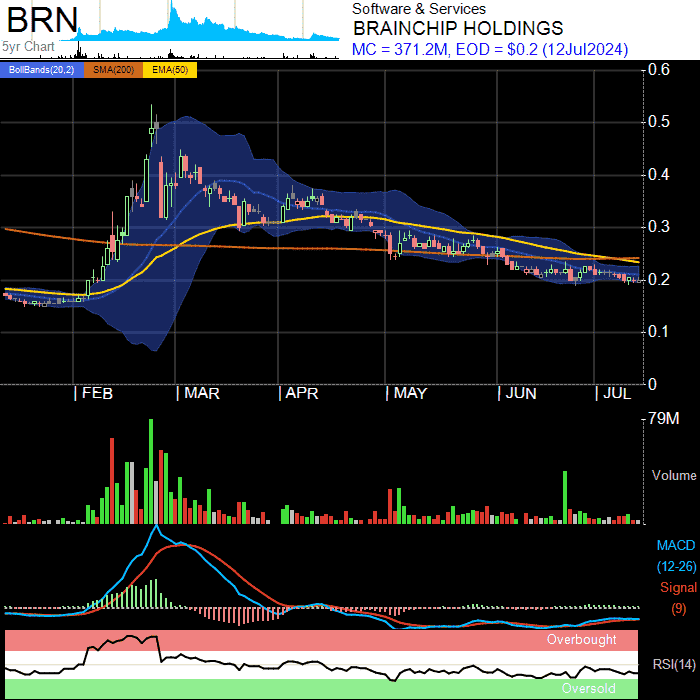 BRN
5yr Chart
Software & Services
BRAINCHIP HOLDINGS
MC = 371.2M, EOD = $0.2 (12Jul2024)
BollBands(20,2) SMA(200) EMA(50)
0.6
0.5
0.4
0.3
0.2
0.1
0
| FEB | MAR | APR | MAY | JUN | JUL
79M
Volume
MACD
(12-26)
Signal
(9)
Overbought
RSI(14)
Oversold